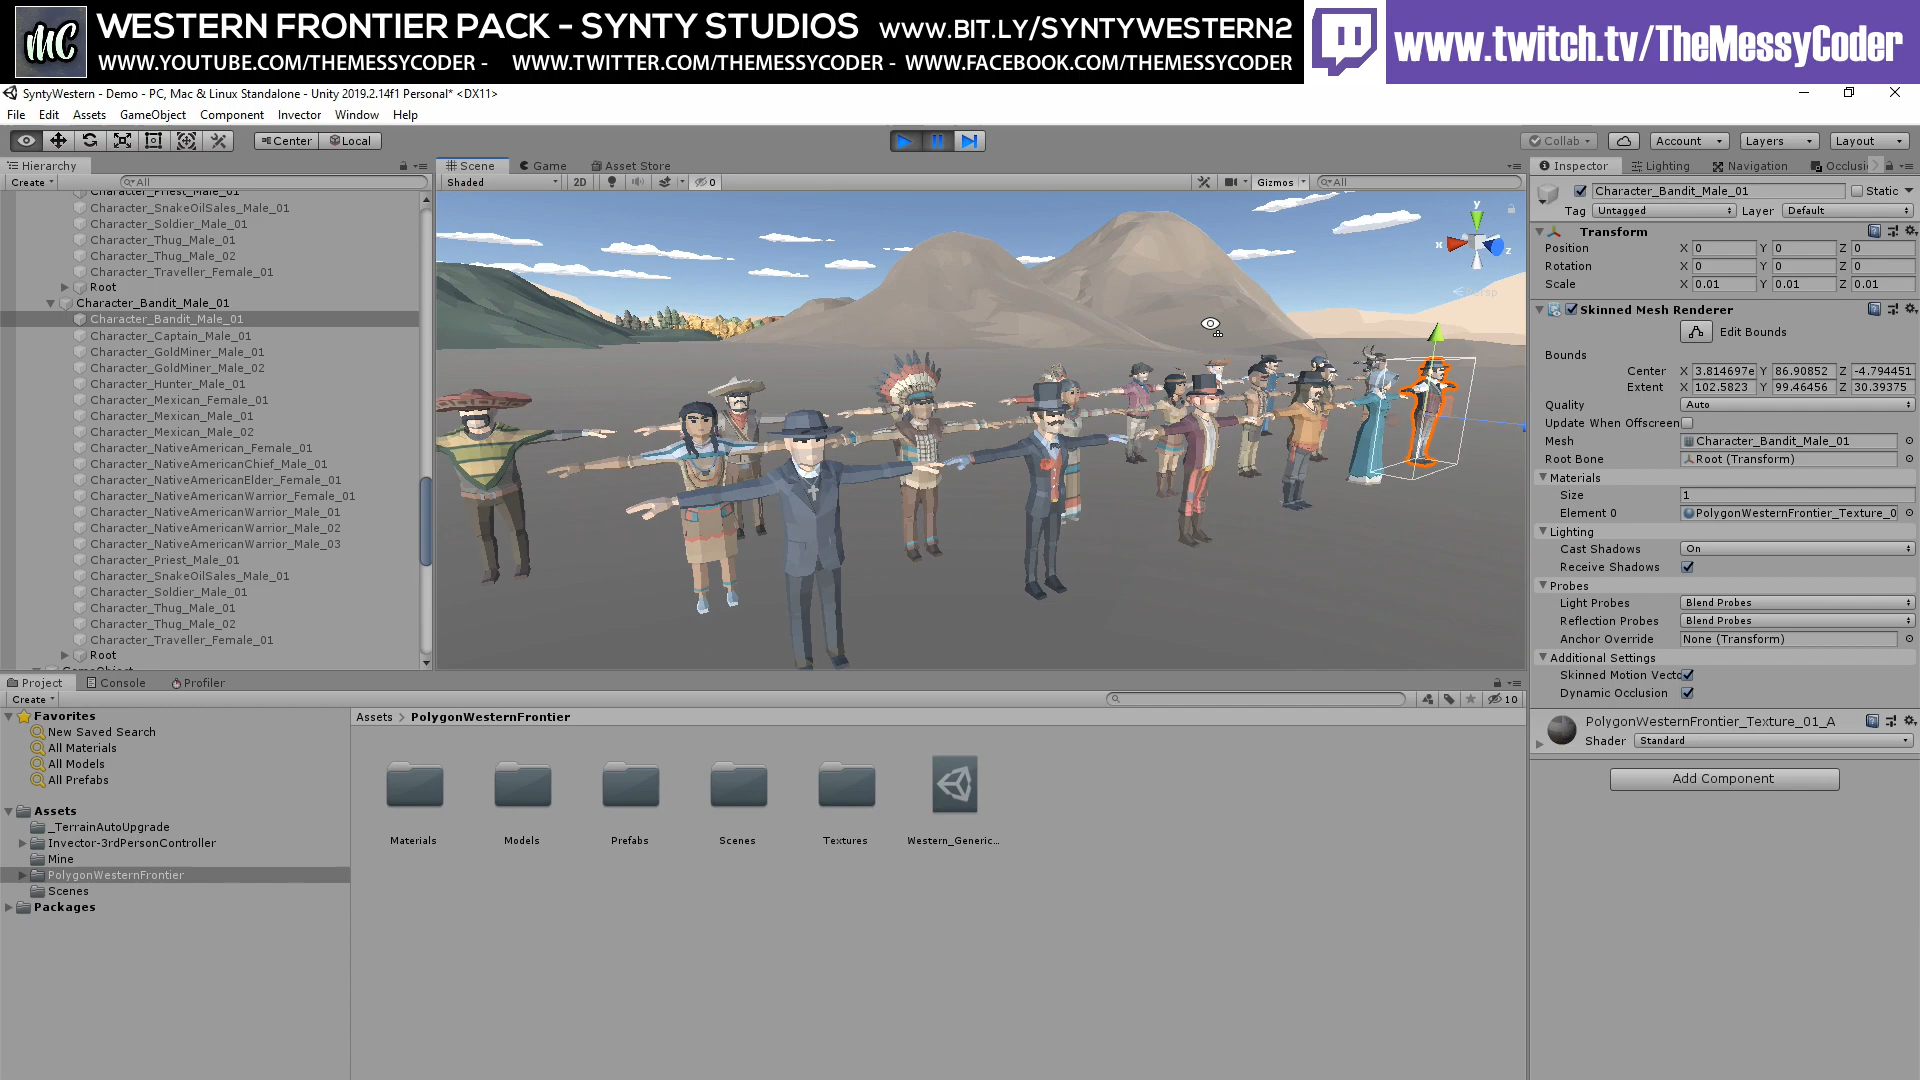 MC
WESTERN FRONTIER PACK - SYNTY STUDIOS WWW.BIT.LY/SYNTYWESTERN2
WWW.YOUTUBE.COM/THEMESSYCODER - WWW.TWITTER.COM/THEMESSYCODER - WWW.FACEBOOK.COM/THEMESSYCODER
www.twitch.tv/TheMessyCoder
SyntyWestern - Demo - PC, Mac & Linux Standalone - Unity 2019.2.14f1 Personal* <DX11>
File Edit Assets GameObject Component Invector Window Help
Center Local Collab Account Layers Layout
Hierarchy
Create All
Character_Priest_Male_01
Character_SnakeOilSales_Male_01
Character_Soldier_Male_01
Character_Thug_Male_01
Character_Thug_Male_02
Character_Traveller_Female_01
Root
Character_Bandit_Male_01
Character_Bandit_Male_01
Character_Captain_Male_01
Character_GoldMiner_Male_01
Character_GoldMiner_Male_02
Character_Hunter_Male_01
Character_Mexican_Female_01
Character_Mexican_Male_01
Character_Mexican_Male_02
Character_NativeAmerican_Female_01
Character_NativeAmericanChief_Male_01
Character_NativeAmericanElder_Female_01
Character_NativeAmericanWarrior_Female_01
Character_NativeAmericanWarrior_Male_01
Character_NativeAmericanWarrior_Male_02
Character_NativeAmericanWarrior_Male_03
Character_Priest_Male_01
Character_SnakeOilSales_Male_01
Character_Soldier_Male_01
Character_Thug_Male_01
Character_Thug_Male_02
Character_Traveller_Female_01
Root
GameObject
Scene Game Asset Store
Shaded 2D 0 Gizmos All
y
x z
Persp
Inspector Lighting Navigation Occlusi
Character_Bandit_Male_01 Static
Tag Untagged Layer Default
Transform
Position X 0 Y 0 Z 0
Rotation X 0 Y 0 Z 0
Scale X 0.01 Y 0.01 Z 0.01
Skinned Mesh Renderer
Edit Bounds
Bounds
Center X 3.814697e Y 86.90852 Z -4.794451
Extent X 102.5823 Y 99.46456 Z 30.39375
Quality Auto
Update When Offscreen
Mesh Character_Bandit_Male_01
Root Bone Root (Transform)
Materials
Size 1
Element 0 PolygonWesternFrontier_Texture_0
Lighting
Cast Shadows On
Receive Shadows
Probes
Light Probes Blend Probes
Reflection Probes Blend Probes
Anchor Override None (Transform)
Additional Settings
Skinned Motion Vecto
Dynamic Occlusion
PolygonWesternFrontier_Texture_01_A
Shader Standard
Add Component
Project Console Profiler
Create 10
Favorites
New Saved Search
All Materials
All Models
All Prefabs
Assets
_TerrainAutoUpgrade
Invector-3rdPersonController
Mine
PolygonWesternFrontier
Scenes
Packages
Assets > PolygonWesternFrontier
Materials Models Prefabs Scenes Textures Western_Generic...